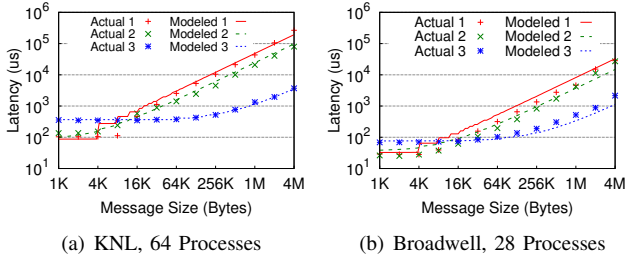 Actual 1 Modeled 1
Actual 2 Modeled 2
Actual 3 Modeled 3
Latency (us)
10^6
10^5
10^4
10^3
10^2
10^1
1K 4K 16K 64K 256K 1M 4M
Message Size (Bytes)
(a) KNL, 64 Processes
Actual 1 Modeled 1
Actual 2 Modeled 2
Actual 3 Modeled 3
Latency (us)
10^6
10^5
10^4
10^3
10^2
10^1
1K 4K 16K 64K 256K 1M 4M
Message Size (Bytes)
(b) Broadwell, 28 Processes